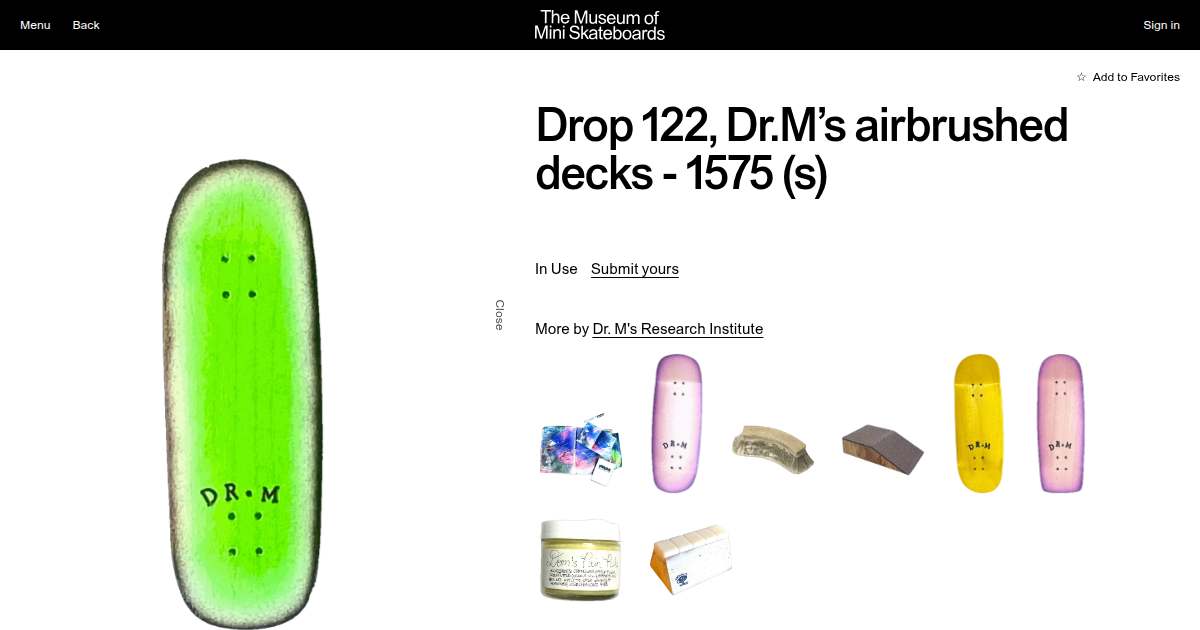 Menu
Back
The Museum of
Mini Skateboards
Sign in
☆ Add to Favorites
Drop 122, Dr.M’s airbrushed
decks - 1575 (s)
In Use
Submit yours
Close
More by Dr. M's Research Institute
DR•M
DR•M
DR•M
DR•M